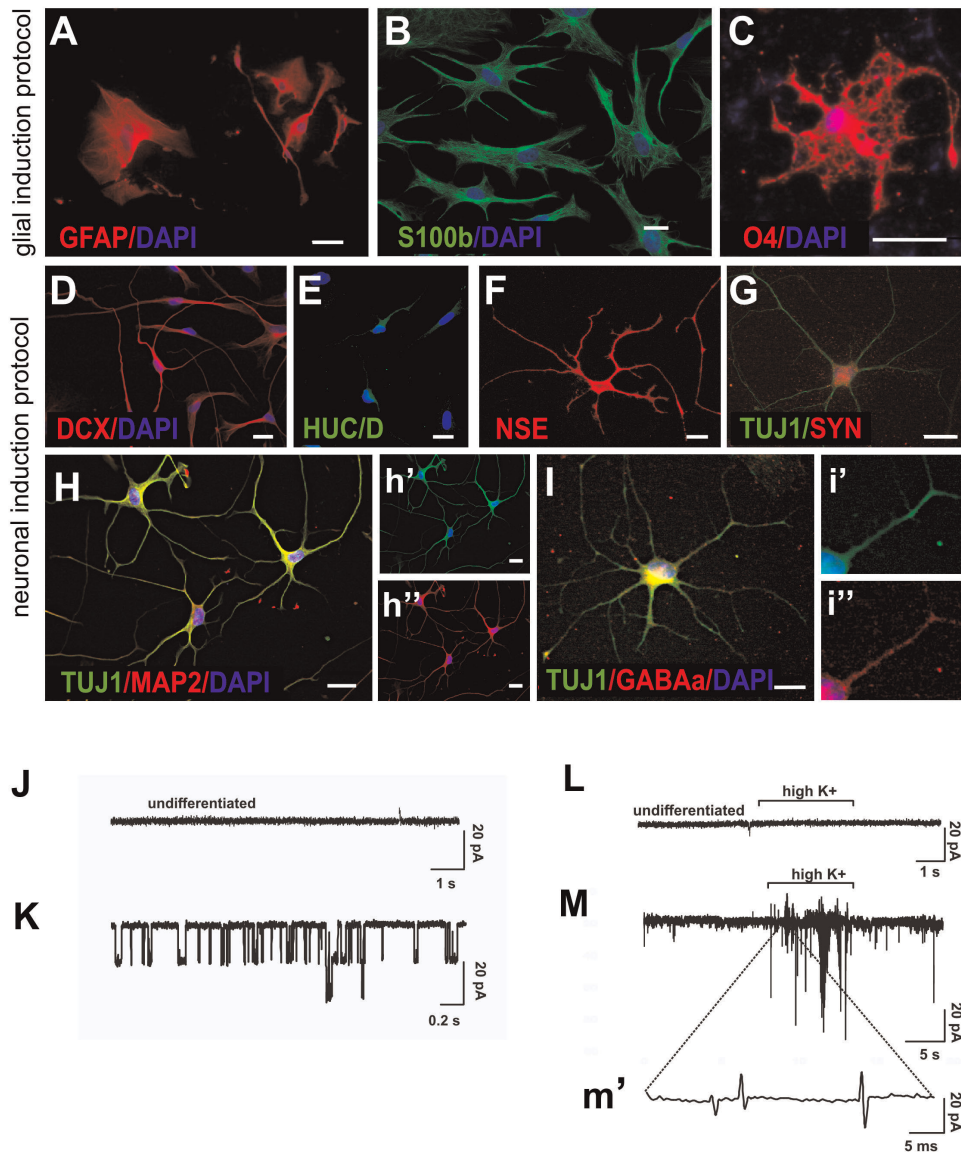 glial induction protocol
A
GFAP/DAPI
B
S100b/DAPI
C
O4/DAPI
neuronal induction protocol
D
DCX/DAPI
E
HUC/D
F
NSE
G
TUJ1/SYN
H
TUJ1/MAP2/DAPI
h'
h''
I
TUJ1/GABAa/DAPI
i'
i''
J
undifferentiated
20 pA
1 s
K
20 pA
0.2 s
L
high K+
undifferentiated
20 pA
1 s
M
high K+
20 pA
5 s
m'
20 pA
5 ms